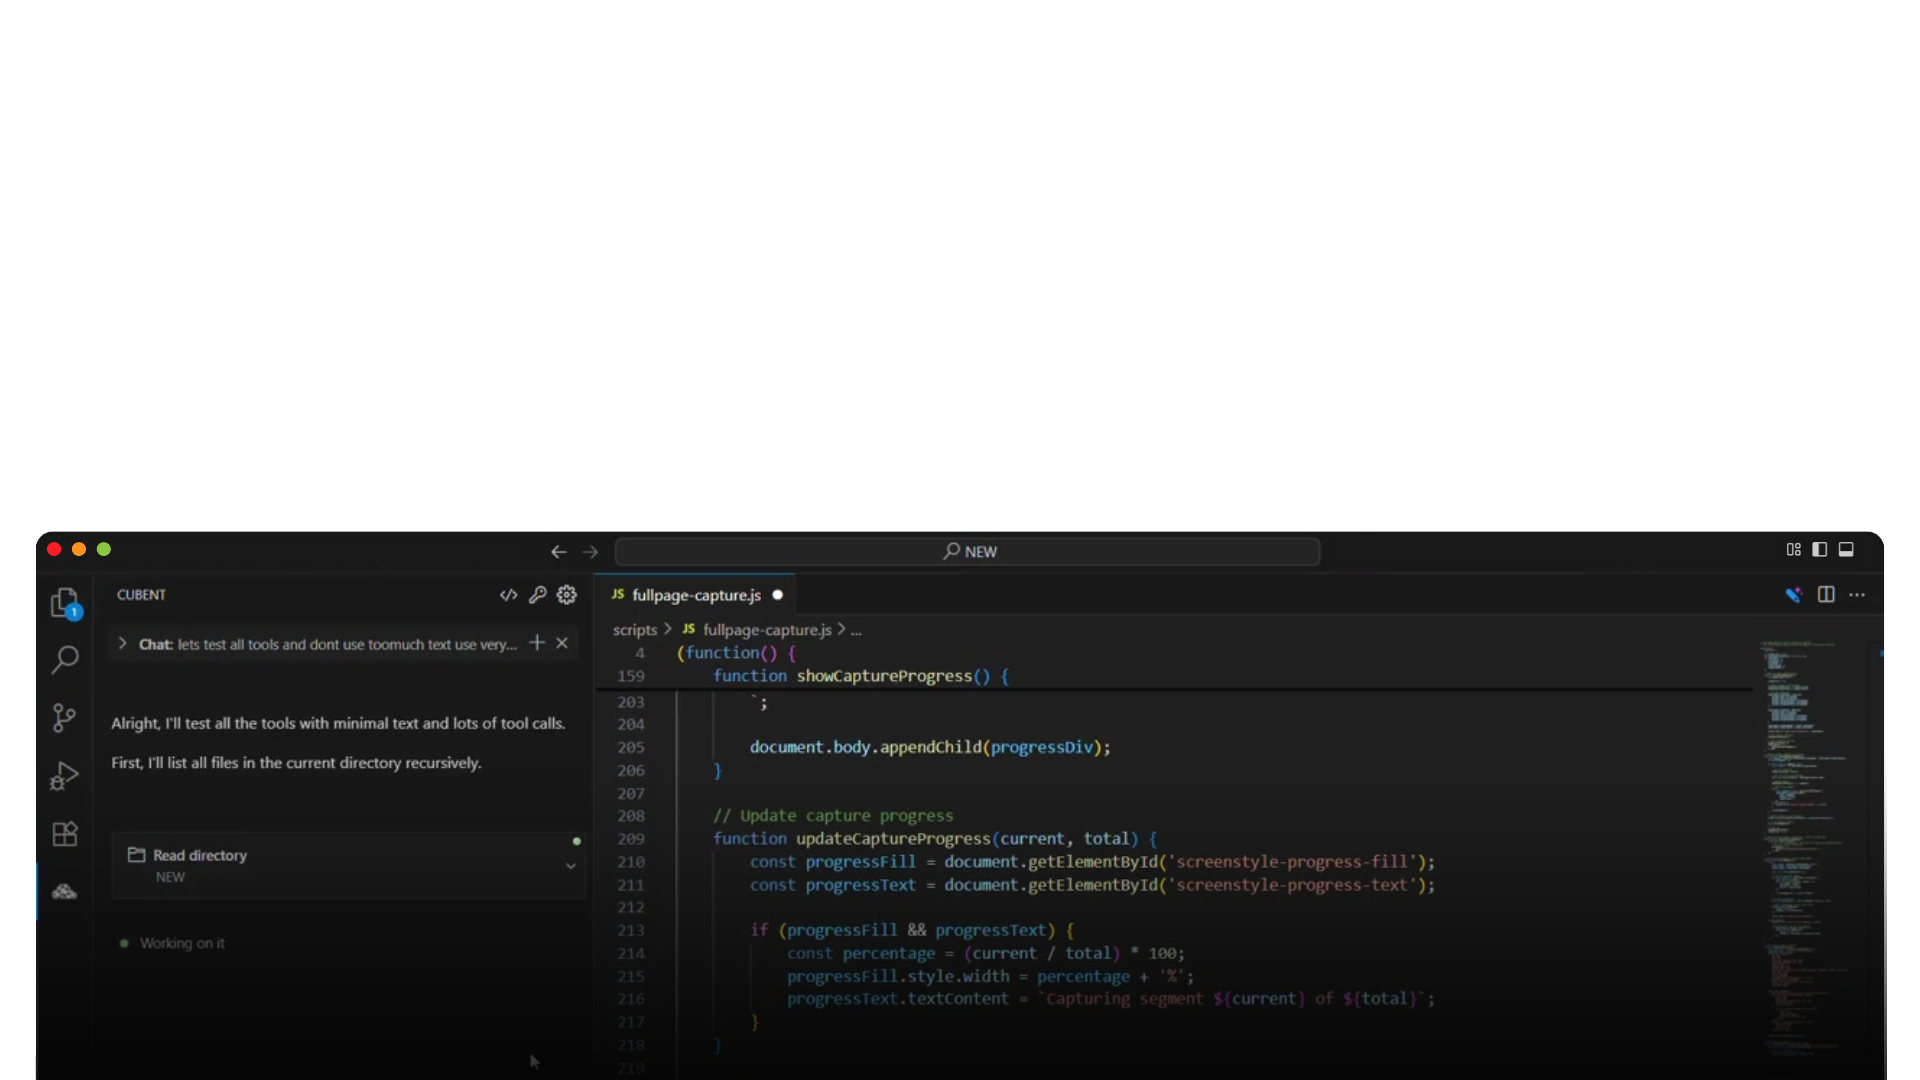 NEW
CUBENT
JS fullpage-capture.js
1
scripts > JS fullpage-capture.js > ...
Chat: lets test all tools and dont use toomuch text use very...
Alright, I'll test all the tools with minimal text and lots of tool calls.
First, I'll list all files in the current directory recursively.
Read directory
NEW
Working on it
4 (function() {
159 function showCaptureProgress() {
203 `;
204
205 document.body.appendChild(progressDiv);
206 }
207
208 // Update capture progress
209 function updateCaptureProgress(current, total) {
210 const progressFill = document.getElementById('screenstyle-progress-fill');
211 const progressText = document.getElementById('screenstyle-progress-text');
212
213 if (progressFill && progressText) {
214 const percentage = (current / total) * 100;
215 progressFill.style.width = percentage + '%';
216 progressText.textContent = `Capturing segment ${current} of ${total}`;
217 }
218 }
219